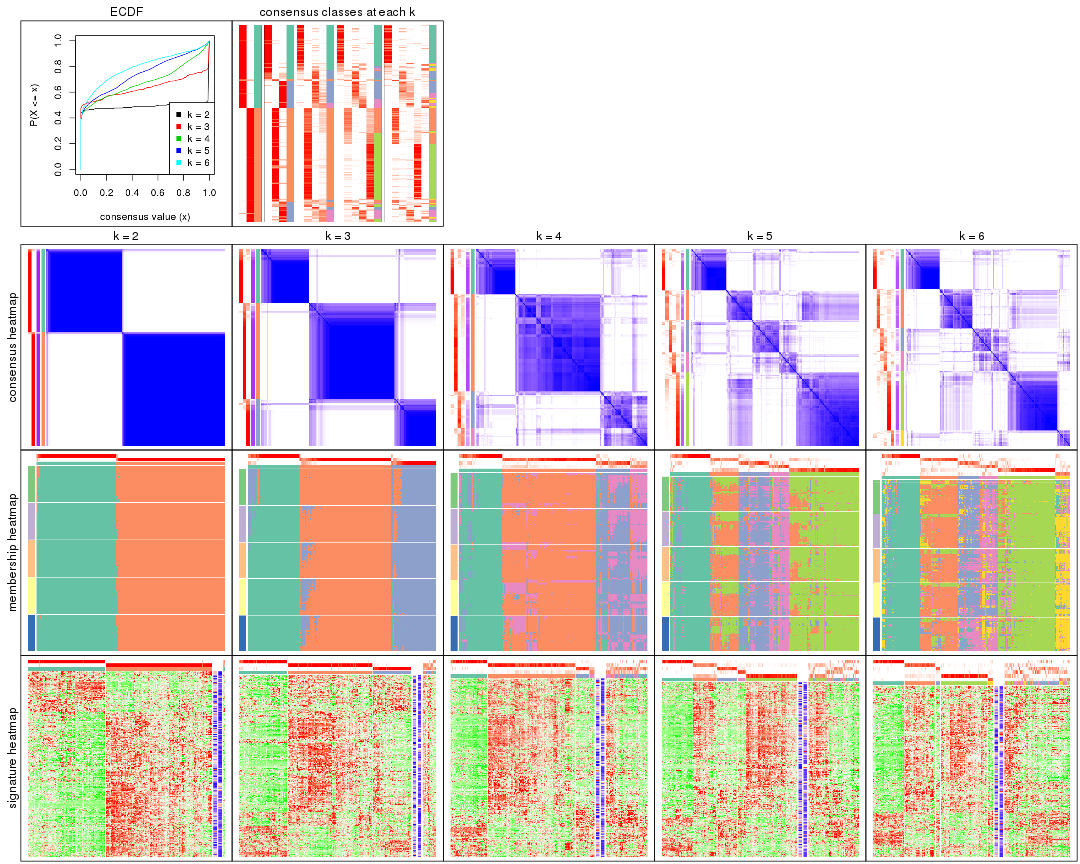 ECDF
consensus classes at each k
P(X <= x)
1.0
0.8
0.6
0.4
0.2
0.0
k = 2
k = 3
k = 4
k = 5
k = 6
0.0 0.2 0.4 0.6 0.8 1.0
consensus value (x)
k = 2
k = 3
k = 4
k = 5
k = 6
consensus heatmap
membership heatmap
signature heatmap